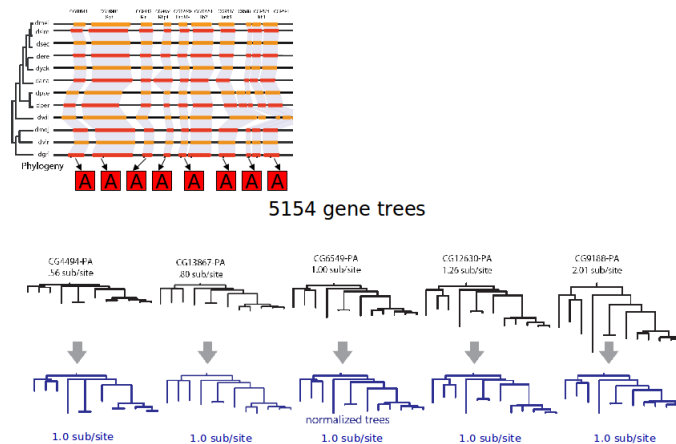 dmel
dsim
dsec
dere
dyak
dana
dpse
dper
dwil
dmoj
dvir
dgri
Phylogeny
A A A A A A A A
5154 gene trees
CG4494-PA CG13867-PA CG6549-PA CG12630-PA CG9188-PA
.56 sub/site .80 sub/site 1.00 sub/site 1.26 sub/site 2.01 sub/site
normalized trees
1.0 sub/site 1.0 sub/site 1.0 sub/site 1.0 sub/site 1.0 sub/site